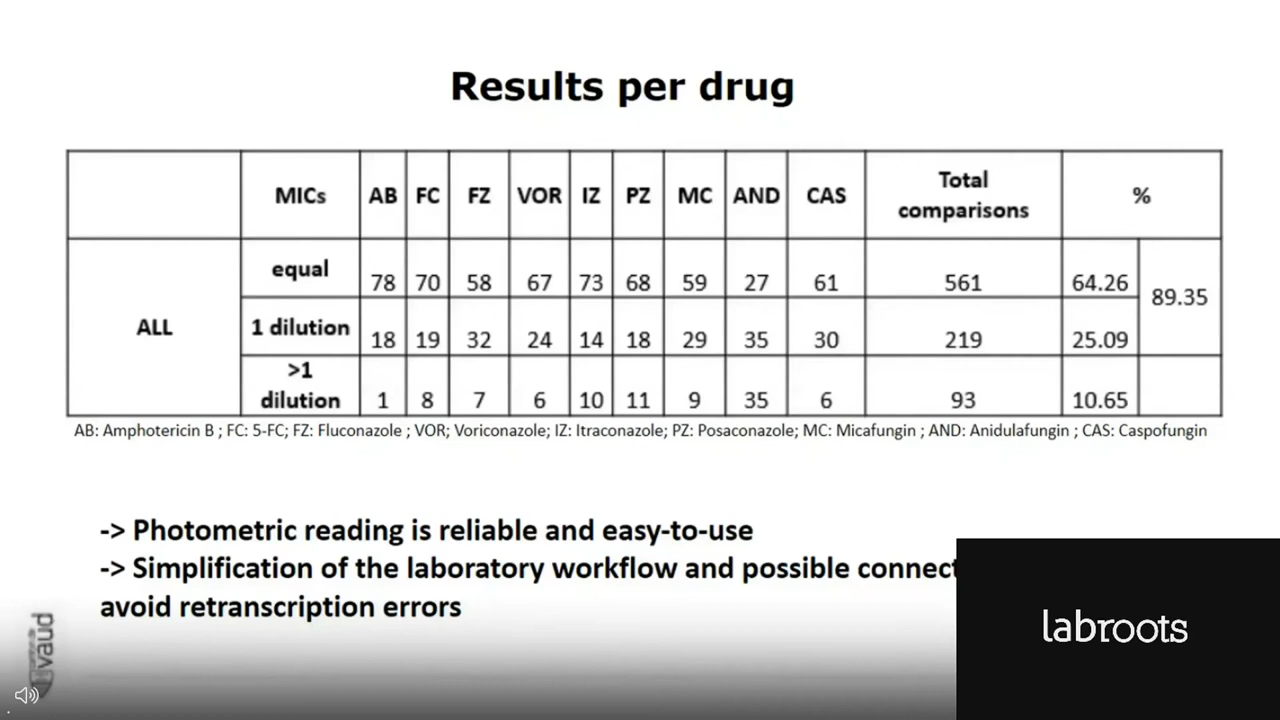 Results per drug
MICs AB FC FZ VOR IZ PZ MC AND CAS Total comparisons %
ALL
equal 78 70 58 67 73 68 59 27 61 561 64.26
89.35
1 dilution 18 19 32 24 14 18 29 35 30 219 25.09
>1 dilution 1 8 7 6 10 11 9 35 6 93 10.65
AB: Amphotericin B ; FC: 5-FC; FZ: Fluconazole ; VOR; Voriconazole; IZ: Itraconazole; PZ: Posaconazole; MC: Micafungin ; AND: Anidulafungin ; CAS: Caspofungin
-> Photometric reading is reliable and easy-to-use
-> Simplification of the laboratory workflow and possible connect
avoid retranscription errors
vaud
labroots